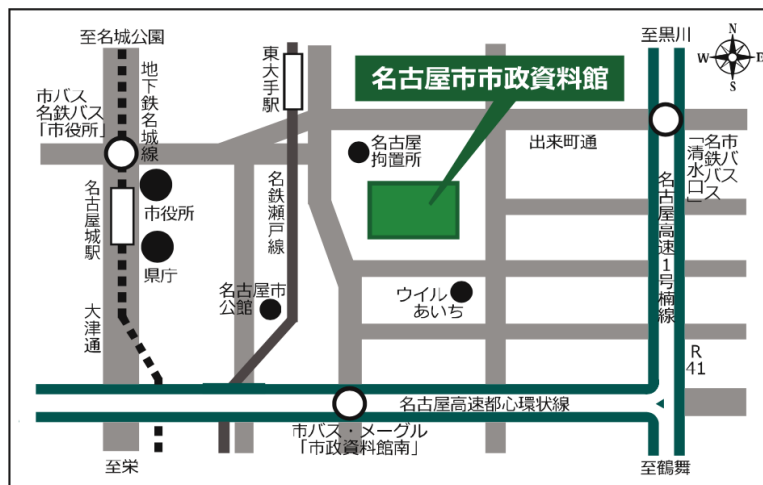 至名城公園
地下鉄名城線
市バス
名鉄バス
「市役所」
東大手駅
名古屋市市政資料館
至黒川
N
W
E
S
名古屋
拘置所
出来町通
市バス
名鉄バス
「清水口」
名古屋城駅
市役所
県庁
名鉄瀬戸線
名古屋高速1号楠線
名古屋市
公館
ウイル
あいち
大津通
R
41
名古屋高速都心環状線
市バス・メーグル
「市政資料館南」
至栄
至鶴舞